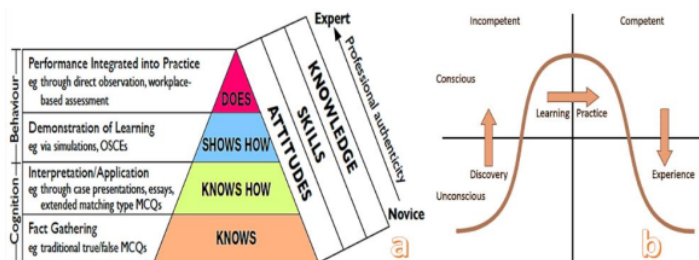 Expert
Performance Integrated into Practice
eg through direct observation, workplace-
based assessment
DOES
Demonstration of Learning
eg via simulations, OSCEs
SHOWS HOW
Interpretation/Application
eg through case presentations, essays,
extended matching type MCQs
KNOWS HOW
Fact Gathering
eg traditional true/false MCQs
KNOWS
Behaviour
Cognition
KNOWLEDGE
SKILLS
ATTITUDES
Professional authenticity
Novice
a
Incompetent
Competent
Conscious
Learning
Practice
Discovery
Experience
Unconscious
b